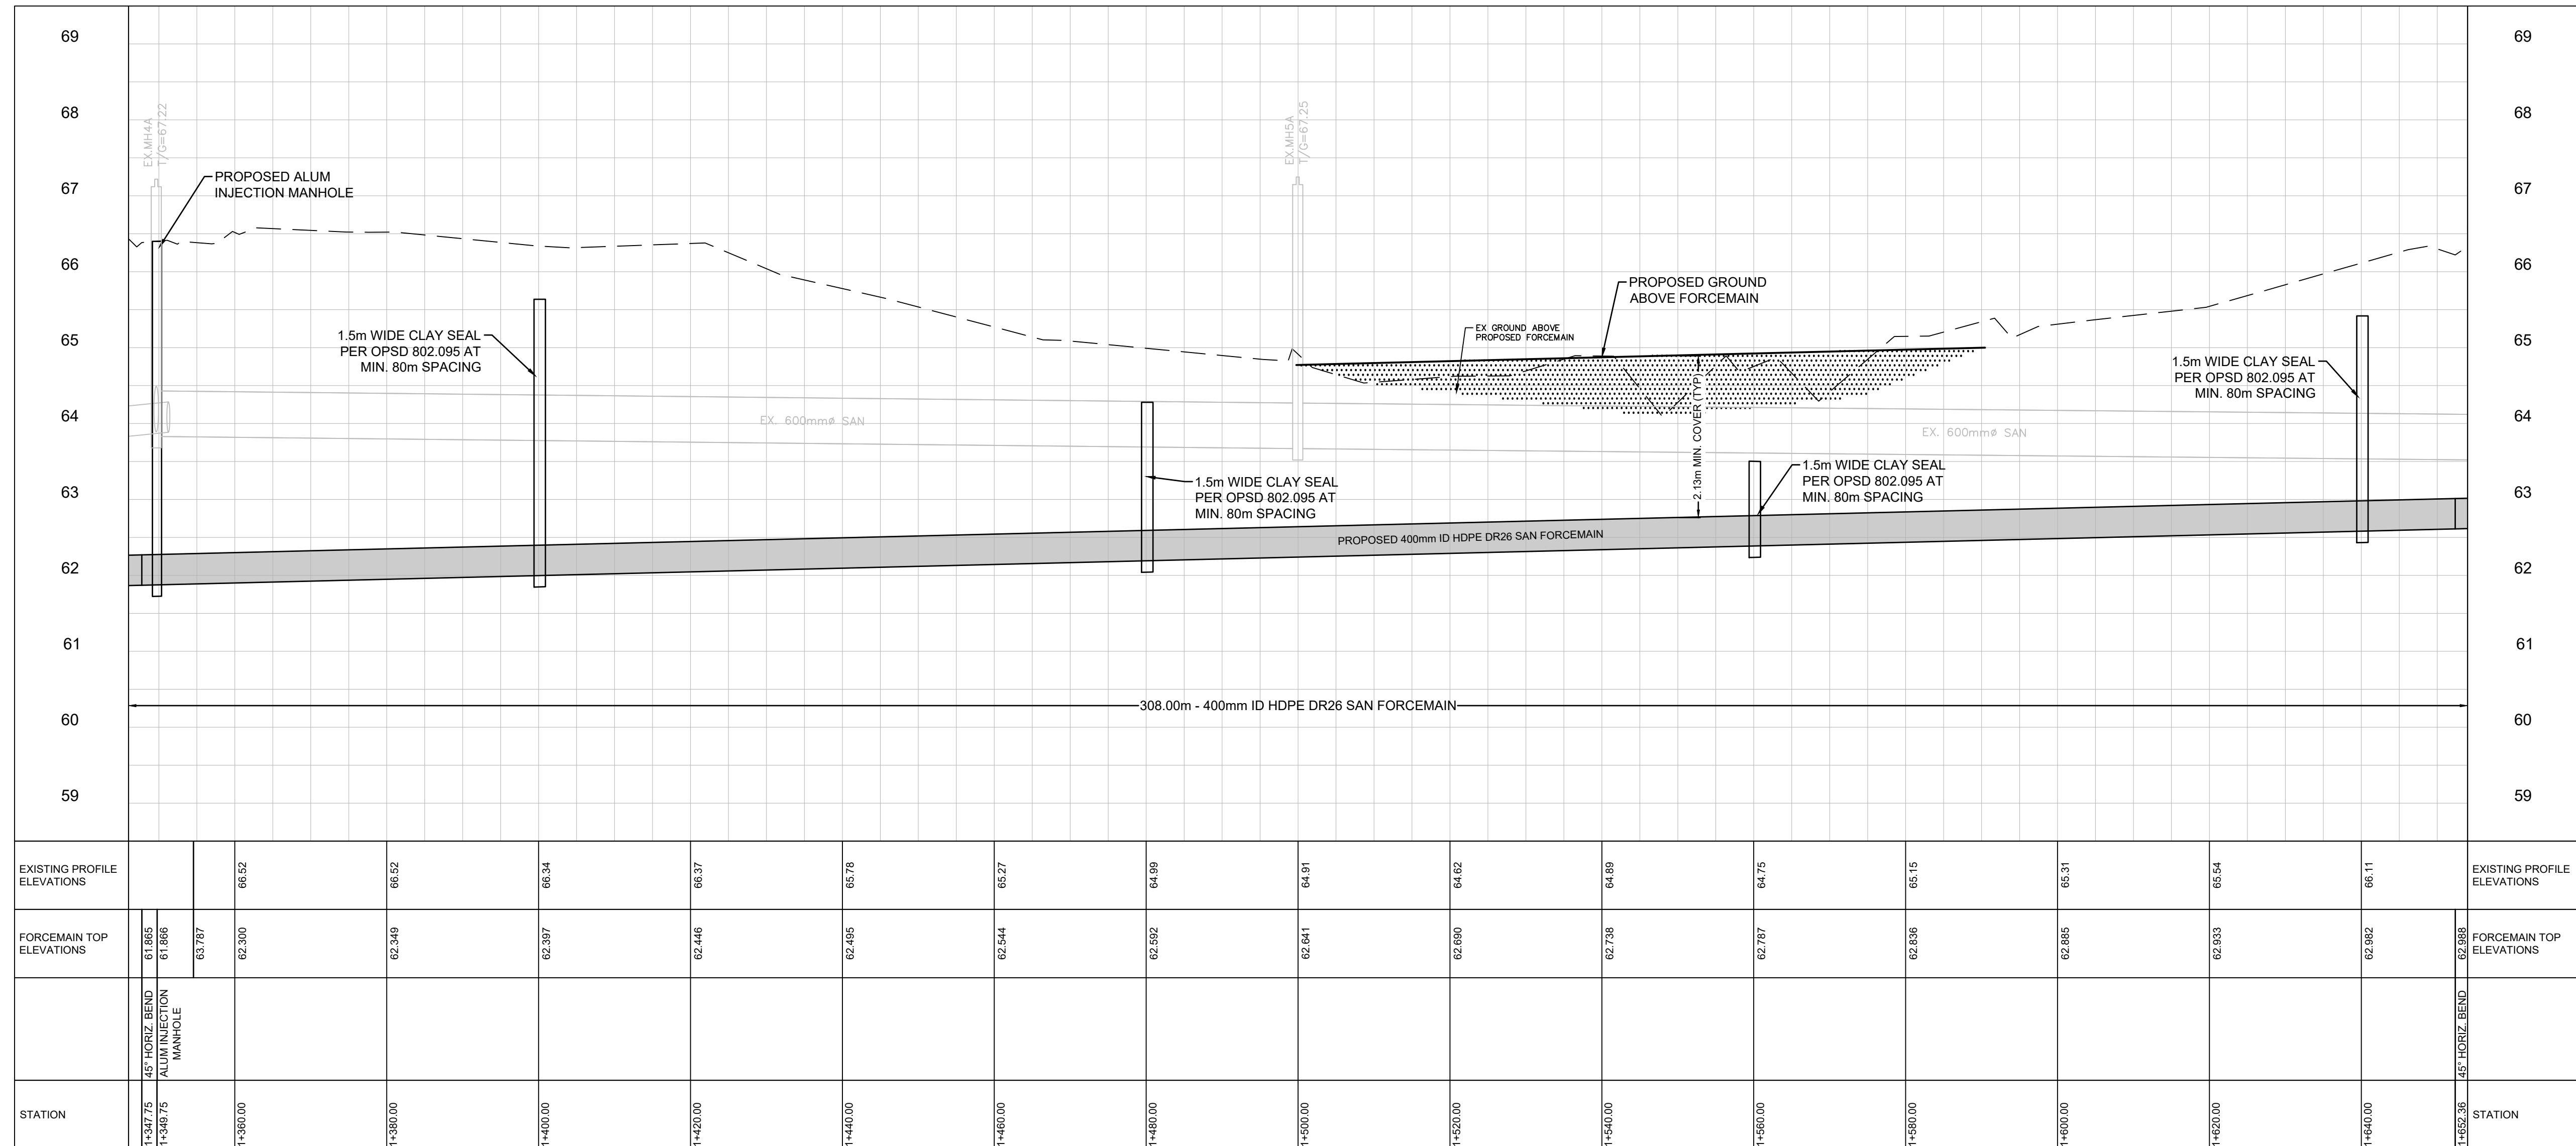 69
69
68
68
67
67
66
66
65
65
64
64
63
63
62
62
61
61
60
60
59
59
EX.MH4A
T/G=67.22
PROPOSED ALUM
INJECTION MANHOLE
EX.MH5A
T/G=67.25
1.5m WIDE CLAY SEAL
PER OPSD 802.095 AT
MIN. 80m SPACING
EX GROUND ABOVE
PROPOSED FORCEMAIN
PROPOSED GROUND
ABOVE FORCEMAIN
1.5m WIDE CLAY SEAL
PER OPSD 802.095 AT
MIN. 80m SPACING
EX. 600mmø SAN
EX. 600mmø SAN
2.13m MIN. COVER (TYP)
1.5m WIDE CLAY SEAL
PER OPSD 802.095 AT
MIN. 80m SPACING
1.5m WIDE CLAY SEAL
PER OPSD 802.095 AT
MIN. 80m SPACING
PROPOSED 400mm ID HDPE DR26 SAN FORCEMAIN
308.00m - 400mm ID HDPE DR26 SAN FORCEMAIN
EXISTING PROFILE
ELEVATIONS
66.52
66.52
66.34
66.37
65.78
65.27
64.99
64.91
64.62
64.89
64.75
65.15
65.31
65.54
66.11
EXISTING PROFILE
ELEVATIONS
FORCEMAIN TOP
ELEVATIONS
61.865
61.866
63.787
62.300
62.349
62.397
62.446
62.495
62.544
62.592
62.641
62.690
62.738
62.787
62.836
62.885
62.933
62.982
62.988
FORCEMAIN TOP
ELEVATIONS
45° HORIZ. BEND
ALUM INJECTION
MANHOLE
45° HORIZ. BEND
STATION
1+347.75
1+349.75
1+360.00
1+380.00
1+400.00
1+420.00
1+440.00
1+460.00
1+480.00
1+500.00
1+520.00
1+540.00
1+560.00
1+580.00
1+600.00
1+620.00
1+640.00
1+652.36
STATION